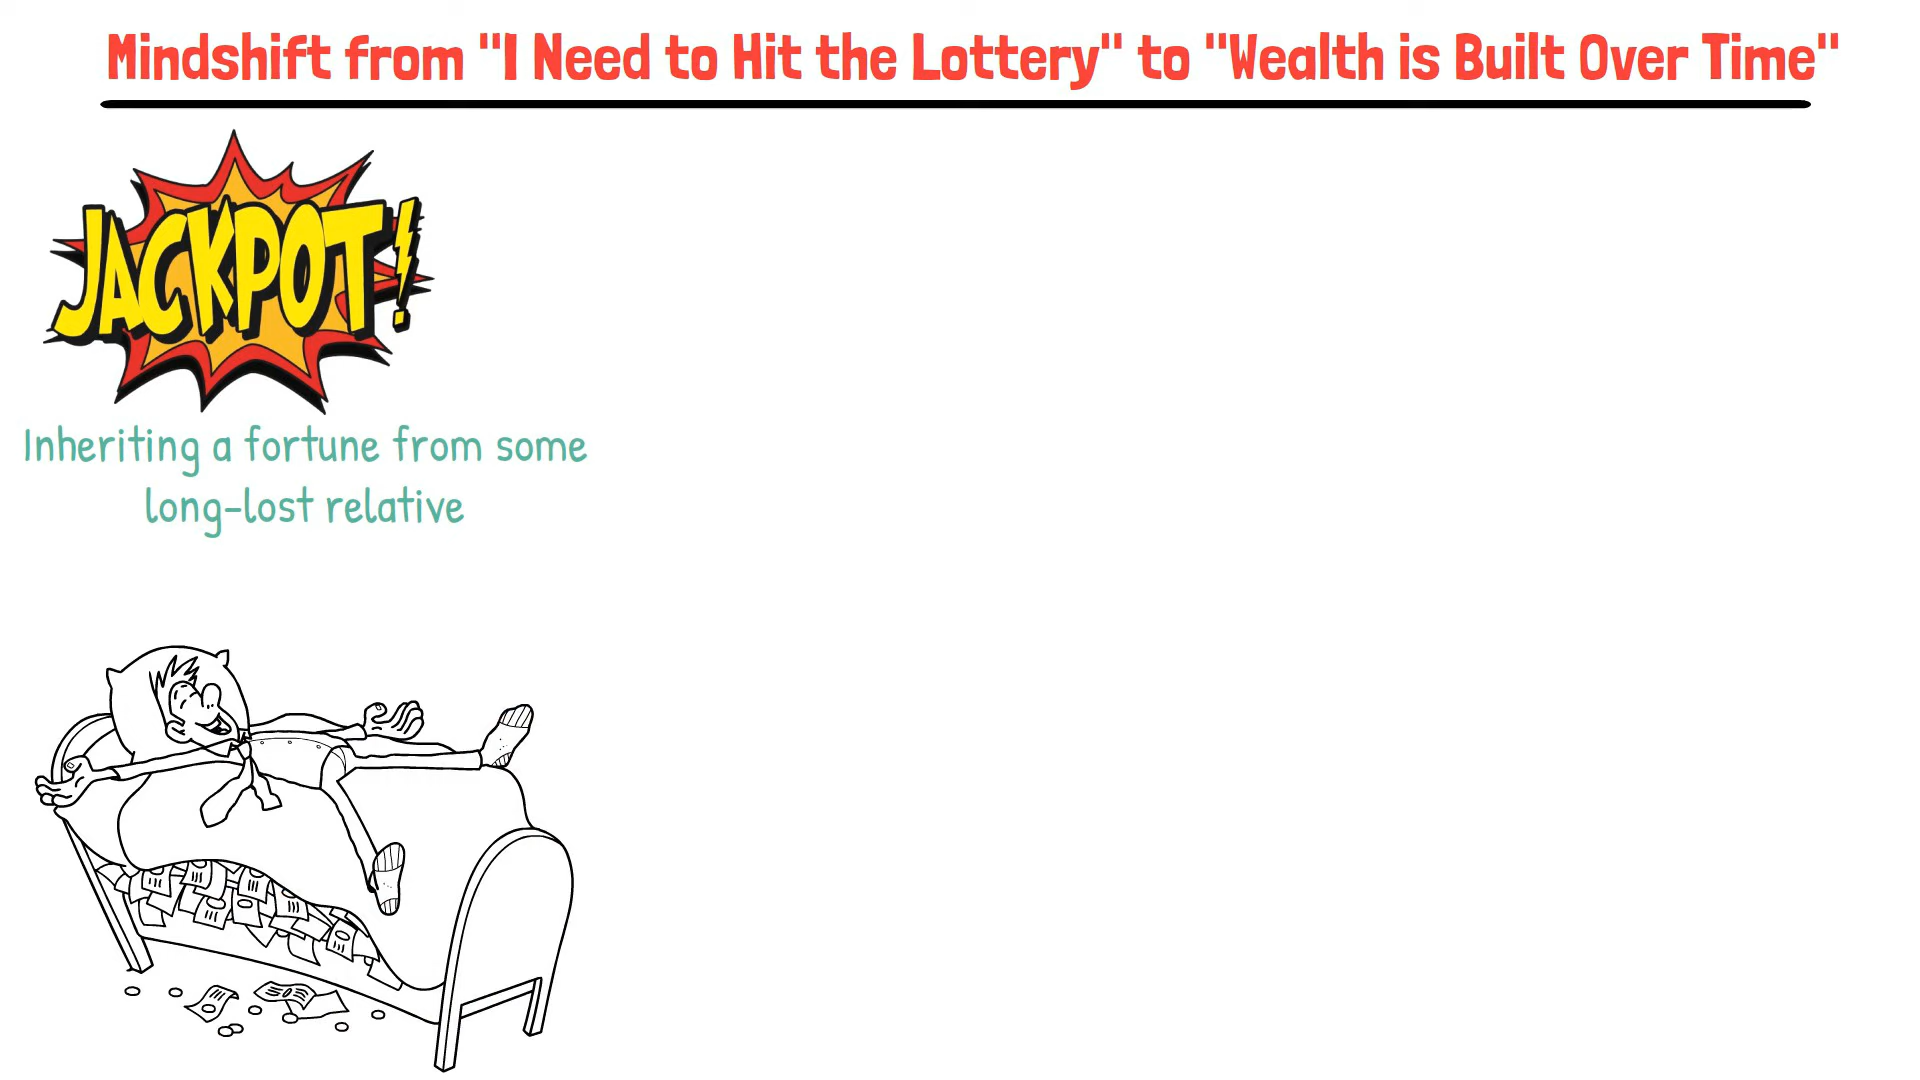 Mindshift from "I Need to Hit the Lottery" to "Wealth is Built Over Time"
JACKPOT!
Inheriting a fortune from some
long-lost relative